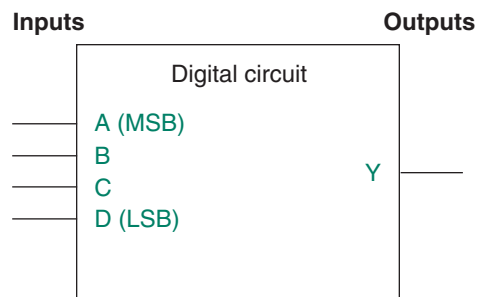 Inputs
Outputs
Digital circuit
A (MSB)
B
C
D (LSB)
Y